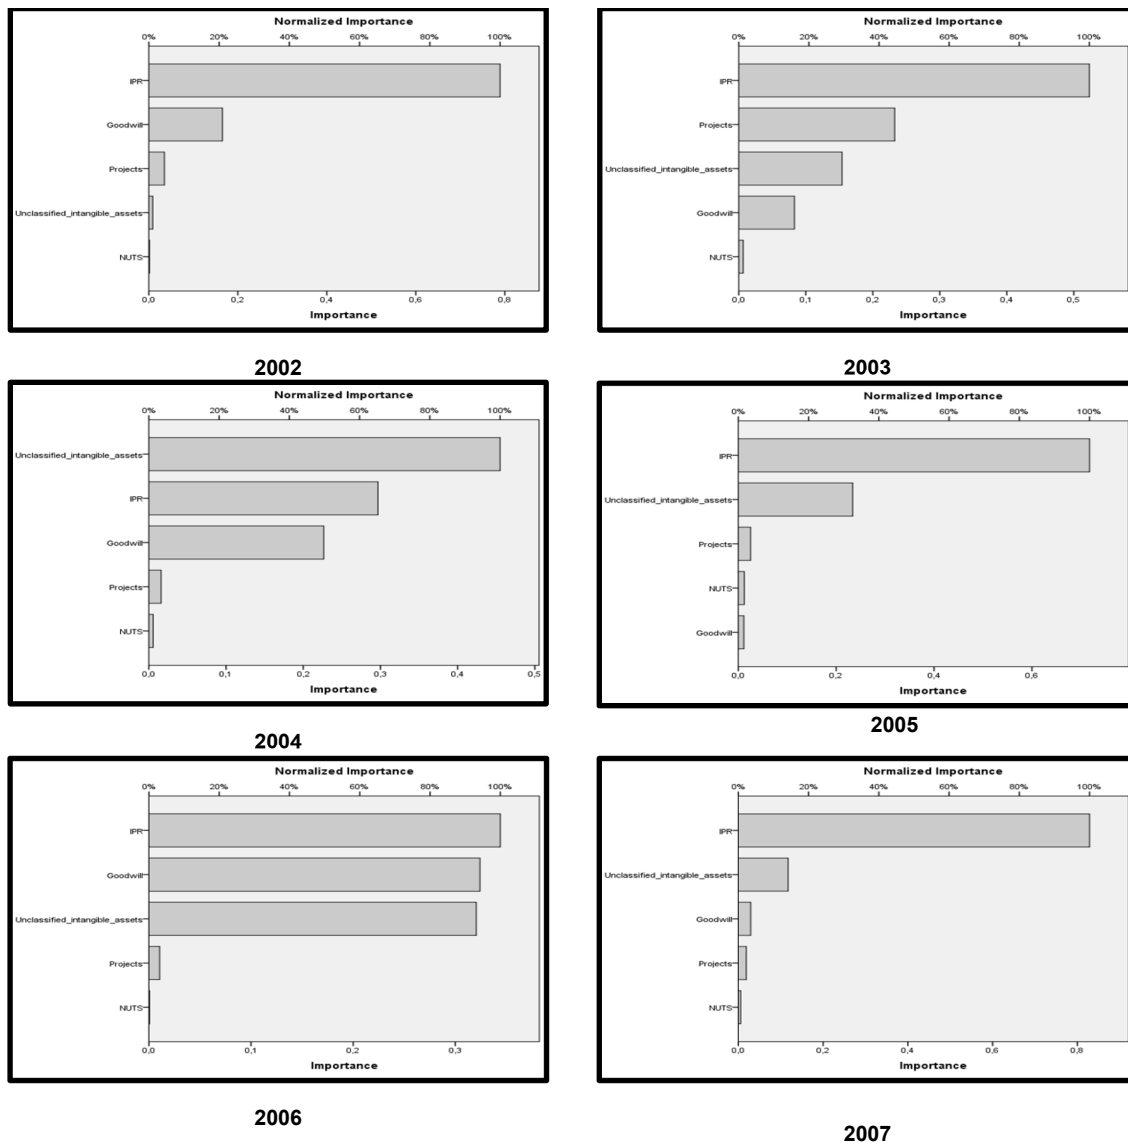 Normalized Importance
0% 20% 40% 60% 80% 100%
IPR
Goodwill
Projects
Unclassified_intangible_assets
NUTS
0,0 0,2 0,4 0,6 0,8
Importance
2002
Normalized Importance
0% 20% 40% 60% 80% 100%
IPR
Projects
Unclassified_intangible_assets
Goodwill
NUTS
0,0 0,1 0,2 0,3 0,4 0,5
Importance
2003
Normalized Importance
0% 20% 40% 60% 80% 100%
Unclassified_intangible_assets
IPR
Goodwill
Projects
NUTS
0,0 0,1 0,2 0,3 0,4 0,5
Importance
2004
Normalized Importance
0% 20% 40% 60% 80% 100%
IPR
Unclassified_intangible_assets
Projects
NUTS
Goodwill
0,0 0,2 0,4 0,6
Importance
2005
Normalized Importance
0% 20% 40% 60% 80% 100%
IPR
Goodwill
Unclassified_intangible_assets
Projects
NUTS
0,0 0,1 0,2 0,3
Importance
2006
Normalized Importance
0% 20% 40% 60% 80% 100%
IPR
Unclassified_intangible_assets
Goodwill
Projects
NUTS
0,0 0,2 0,4 0,6 0,8
Importance
2007